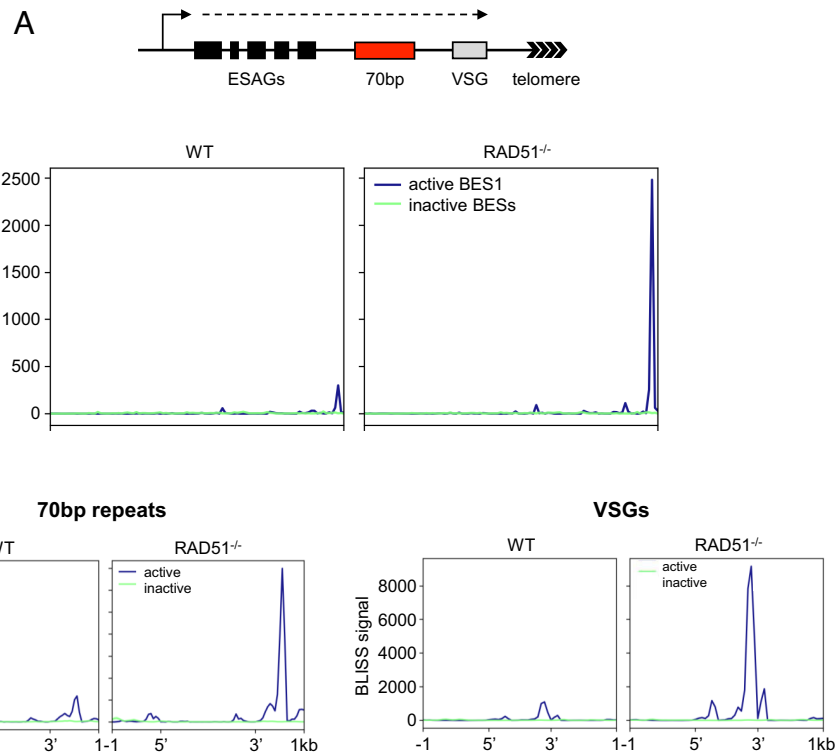 A
ESAGs 70bp VSG telomere
WT RAD51-/-
2500
2000
1500
1000
500
0
active BES1
inactive BESs
70bp repeats
RAD51-/-
active
inactive
3' -1 5' 3' 1kb
VSGs
WT RAD51-/-
BLISS signal
8000
6000
4000
2000
0
active
inactive
-1 5' 3' -1 5' 3' 1kb